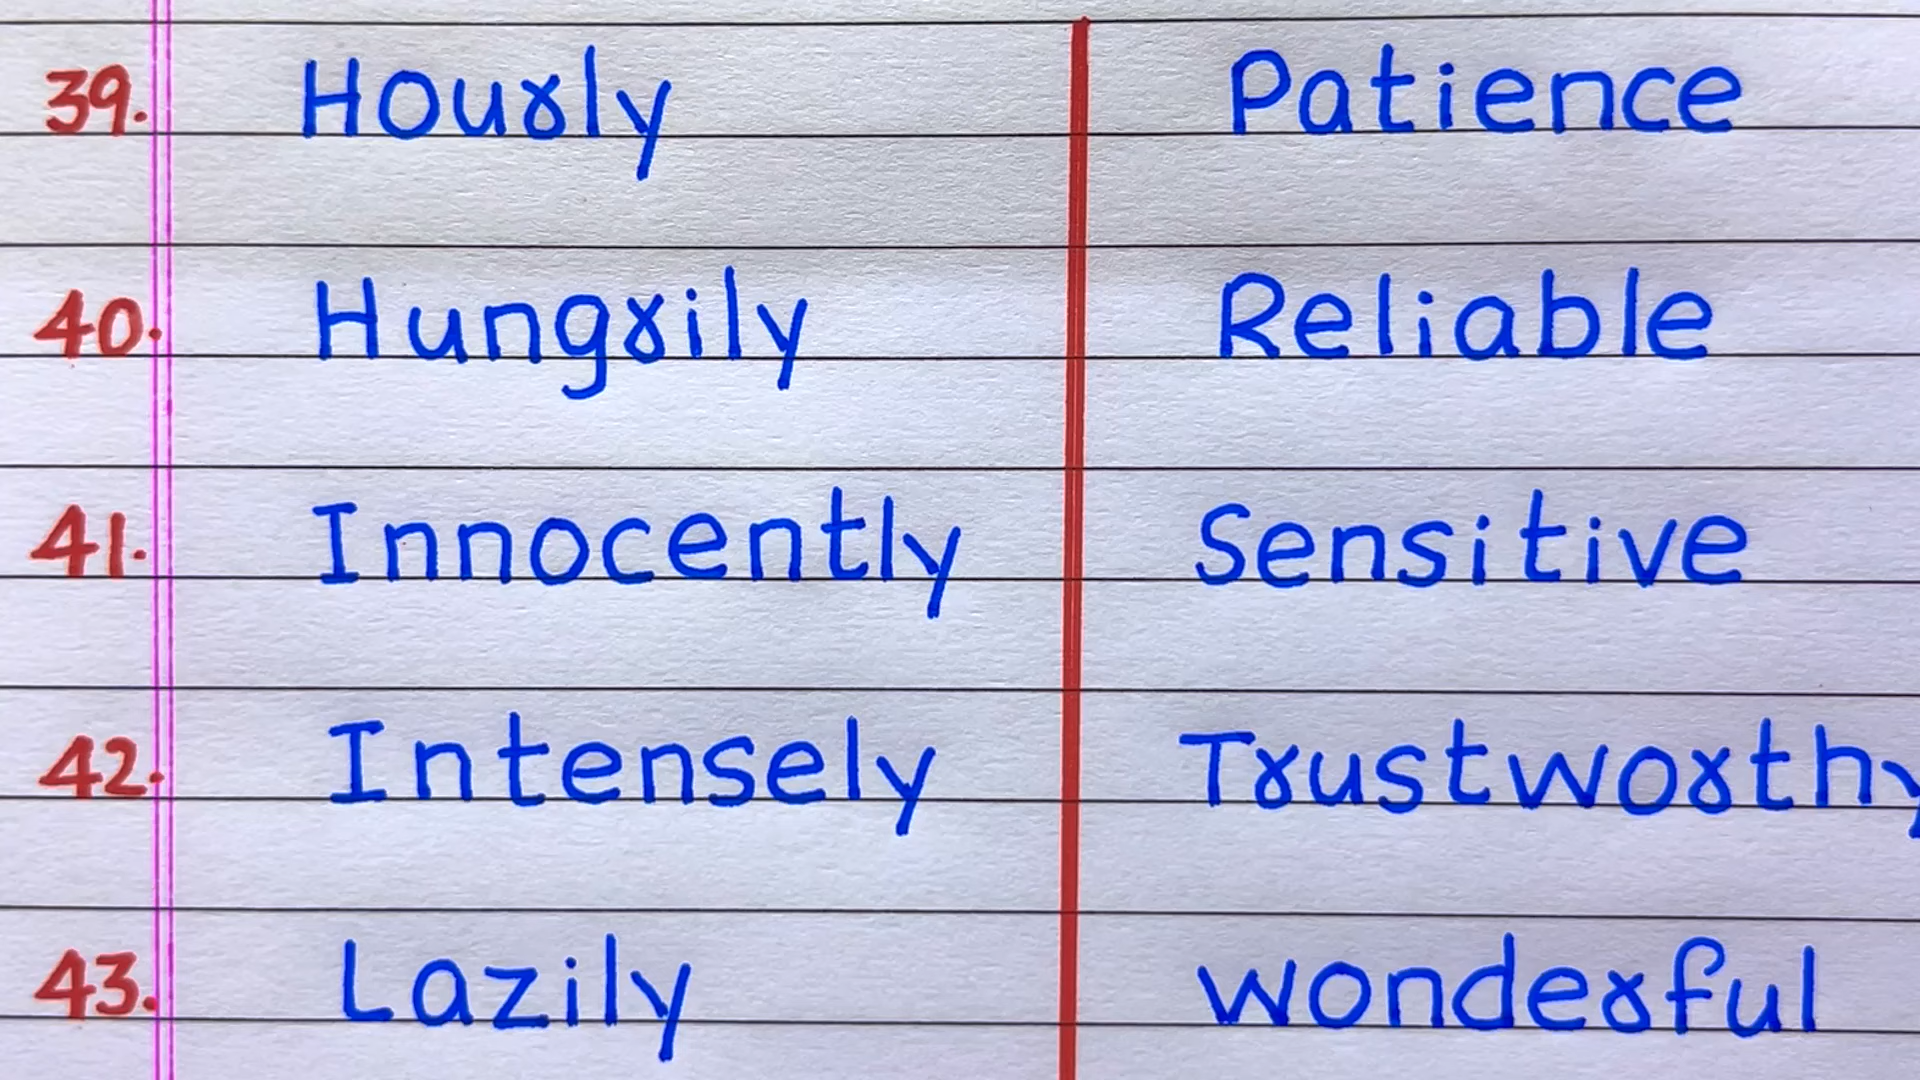 39. Hourly Patience
40. Hungrily Reliable
41. Innocently Sensitive
42. Intensely Trustworthy
43. Lazily wonderful